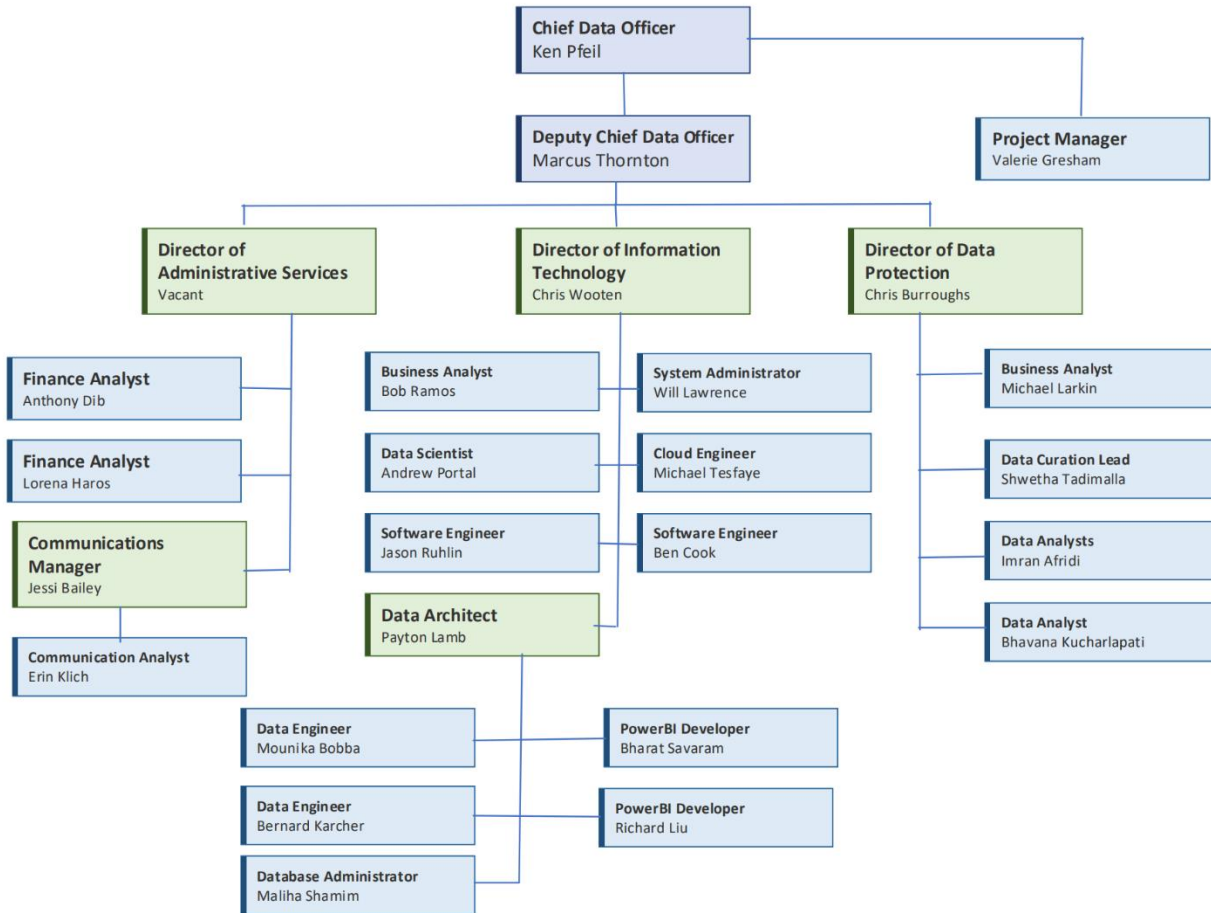 Chief Data Officer
Ken Pfeil
Deputy Chief Data Officer
Marcus Thornton
Project Manager
Valerie Gresham
Director of
Administrative Services
Vacant
Director of Information
Technology
Chris Wooten
Director of Data
Protection
Chris Burroughs
Finance Analyst
Anthony Dib
Finance Analyst
Lorena Haros
Communications
Manager
Jessi Bailey
Communication Analyst
Erin Klich
Business Analyst
Bob Ramos
System Administrator
Will Lawrence
Data Scientist
Andrew Portal
Cloud Engineer
Michael Tesfaye
Software Engineer
Jason Ruhlin
Software Engineer
Ben Cook
Data Architect
Payton Lamb
Data Engineer
Mounika Bobba
PowerBI Developer
Bharat Savaram
Data Engineer
Bernard Karcher
PowerBI Developer
Richard Liu
Database Administrator
Maliha Shamim
Business Analyst
Michael Larkin
Data Curation Lead
Shwetha Tadimalla
Data Analysts
Imran Afridi
Data Analyst
Bhavana Kucharlapati